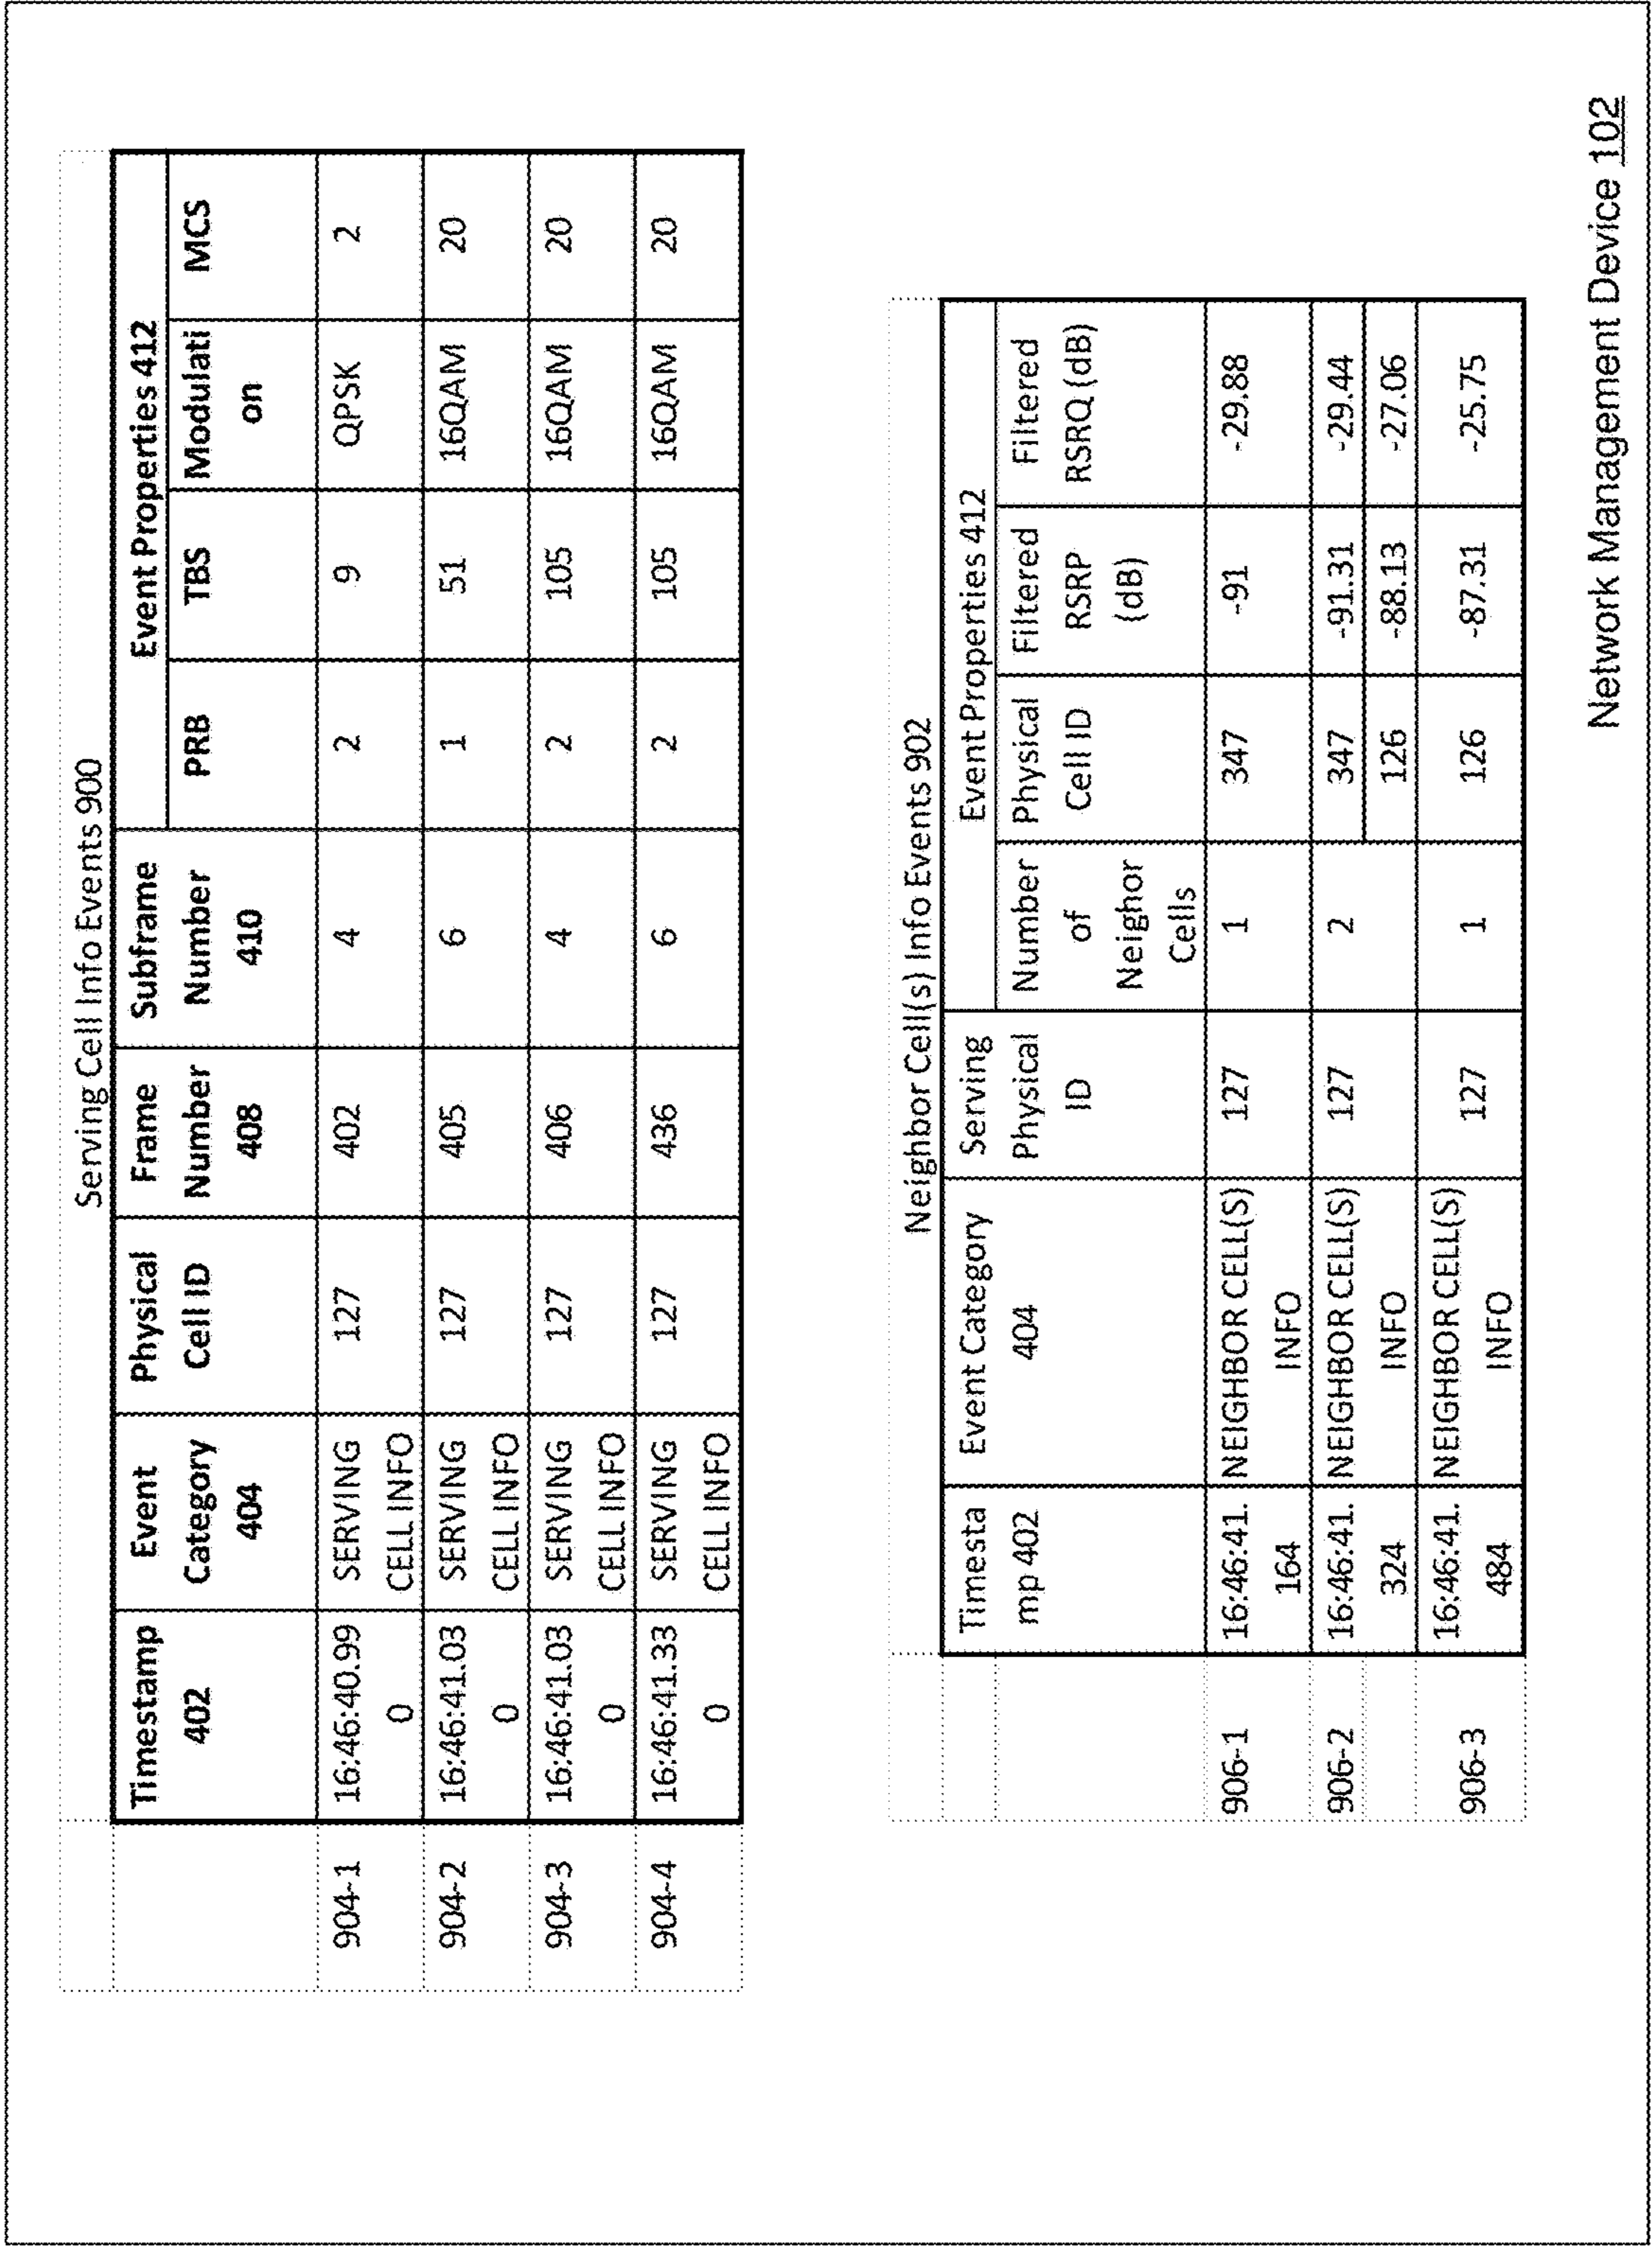 Serving Cell Info Events 900
Timestamp Event Physical Frame Subframe Event Properties 412
402 Category Cell ID Number Number PRB TBS Modulati MCS
404 408 410 on
904-1 16:46:40.99 SERVING 127 402 4 2 9 QPSK 2
0 CELL INFO
904-2 16:46:41.03 SERVING 127 405 6 1 51 16QAM 20
0 CELL INFO
904-3 16:46:41.03 SERVING 127 406 4 2 105 16QAM 20
0 CELL INFO
904-4 16:46:41.33 SERVING 127 436 6 2 105 16QAM 20
0 CELL INFO
Neighbor Cell(s) Info Events 902
Timesta Event Category Serving Event Properties 412
mp 402 404 Physical Number Physical Filtered Filtered
ID of Cell ID RSRP RSRQ (dB)
Neighor (dB)
Cells
906-1 16:46:41. NEIGHBOR CELL(S) 127 1 347 -91 -29.88
164 INFO
906-2 16:46:41. NEIGHBOR CELL(S) 127 2 347 -91.31 -29.44
324 INFO 126 -88.13 -27.06
906-3 16:46:41. NEIGHBOR CELL(S) 127 1 126 -87.31 -25.75
484 INFO
Network Management Device 102